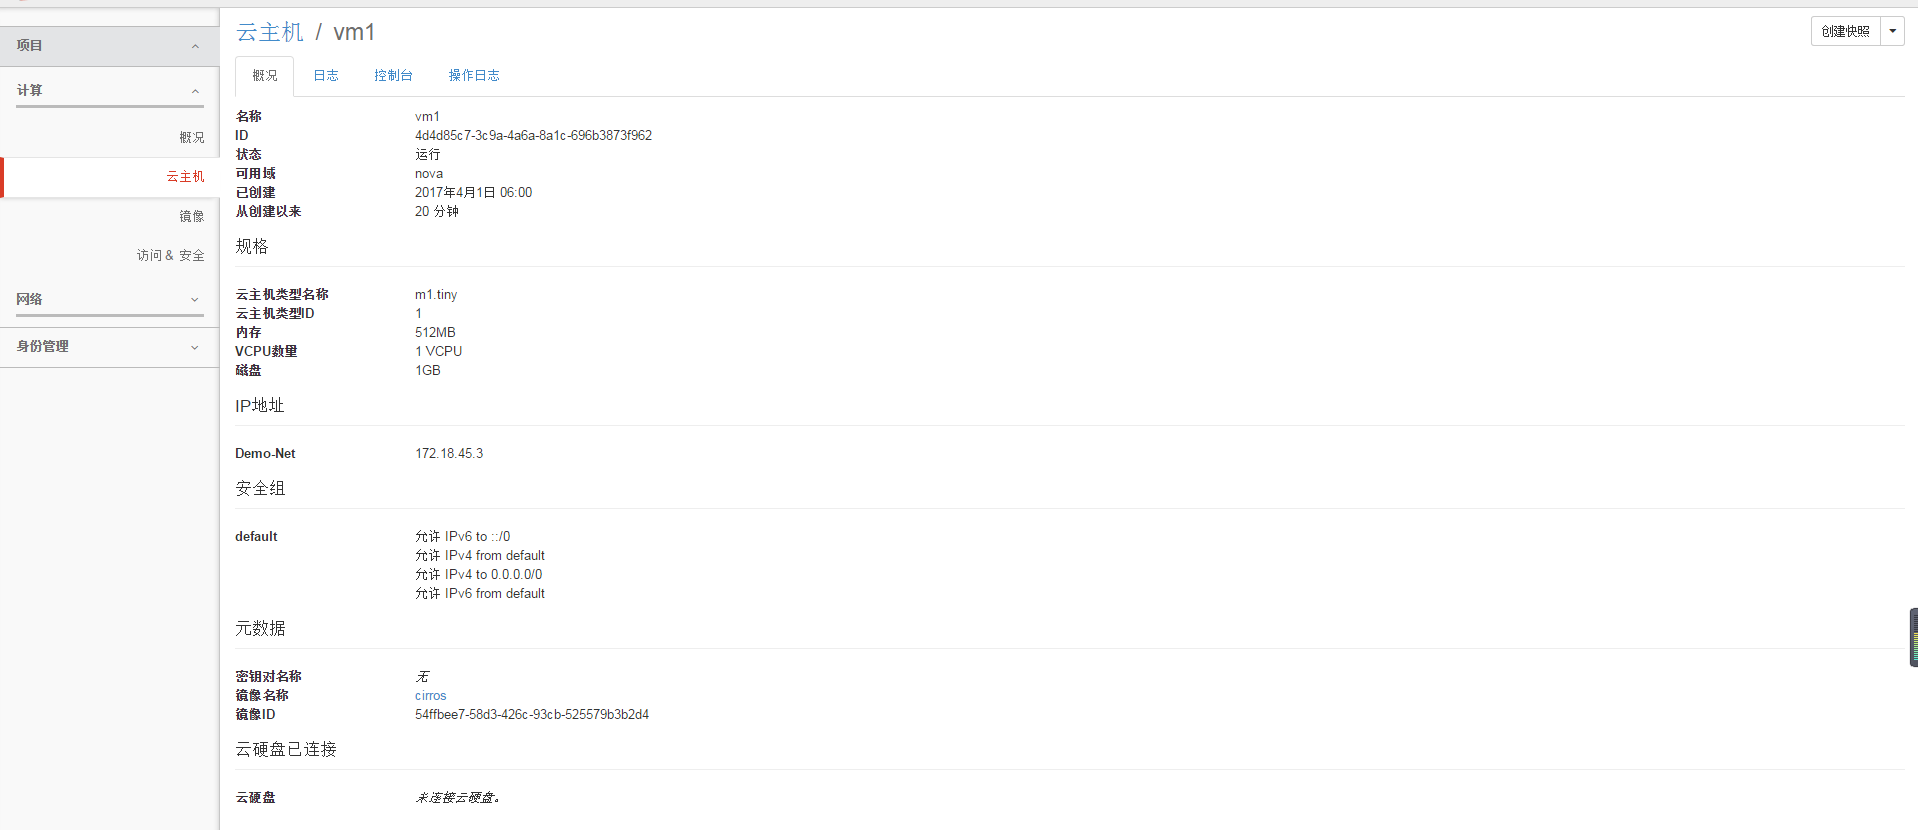 项目
计算
概况
云主机
镜像
访问 & 安全
网络
身份管理
云主机 / vm1
创建快照
概况 日志 控制台 操作日志
名称 vm1
ID 4d4d85c7-3c9a-4a6a-8a1c-696b3873f962
状态 运行
可用域 nova
已创建 2017年4月1日 06:00
从创建以来 20 分钟
规格
云主机类型名称 m1.tiny
云主机类型ID 1
内存 512MB
VCPU数量 1 VCPU
磁盘 1GB
IP地址
Demo-Net 172.18.45.3
安全组
default 允许 IPv6 to ::/0
允许 IPv4 from default
允许 IPv4 to 0.0.0.0/0
允许 IPv6 from default
元数据
密钥对名称 无
镜像名称 cirros
镜像ID 54ffbee7-58d3-426c-93cb-525579b3b2d4
云硬盘已连接
云硬盘 未连接云硬盘。